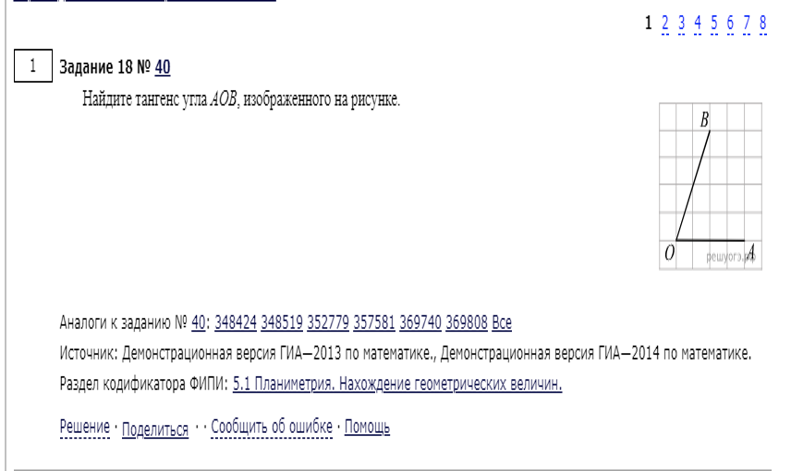 1 2 3 4 5 6 7 8
1 Задание 18 № 40
Найдите тангенс угла AOB, изображенного на рисунке.
B
O
A
решуогэ.рф
Аналоги к заданию № 40: 348424 348519 352779 357581 369740 369808 Все
Источник: Демонстрационная версия ГИА—2013 по математике., Демонстрационная версия ГИА—2014 по математике.
Раздел кодификатора ФИПИ: 5.1 Планиметрия. Нахождение геометрических величин.
Решение · Поделиться · · Сообщить об ошибке · Помощь